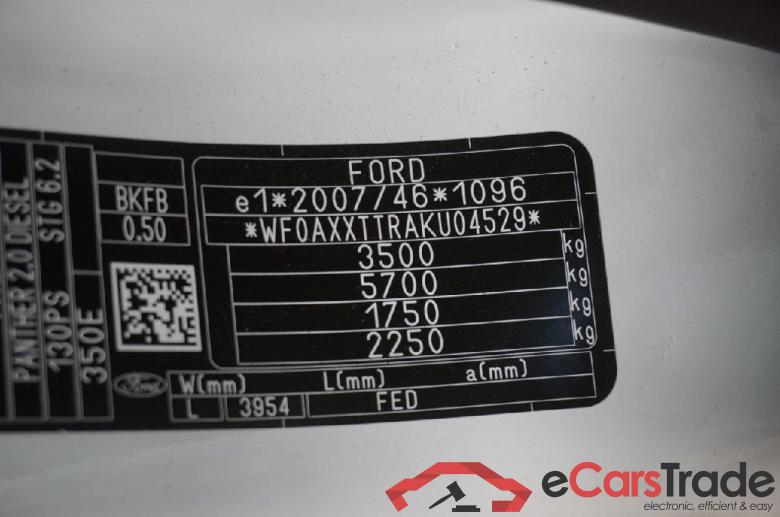 FORD
e1*2007/46*1096
*WF0AXXTTRAKU04529*
3500 kg
5700 kg
1750 kg
2250 kg
W(mm) L(mm) a(mm)
L 3954 FED
BKFB
0.50
Ford
PANTHER 2.0 DIESEL
130PS STG 6.2
350E
eCarsTrade
electronic, efficient & easy